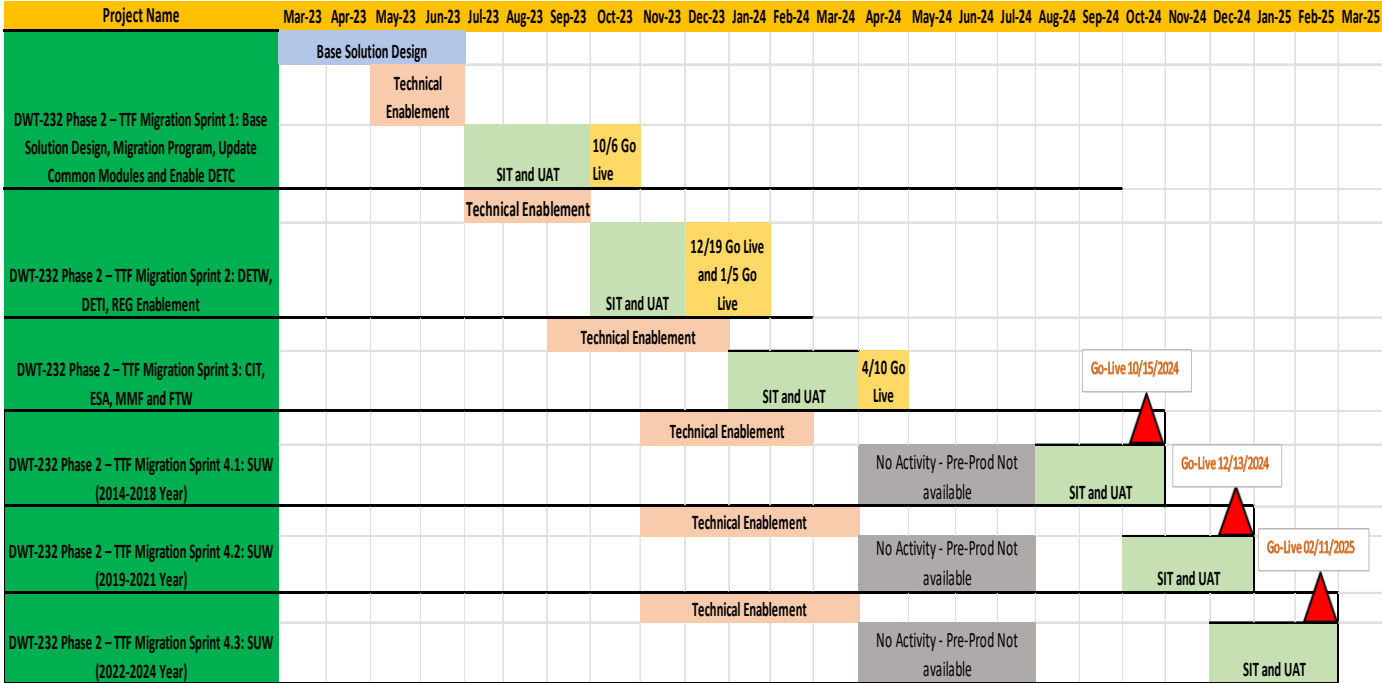 Project Name Mar-23 Apr-23 May-23 Jun-23 Jul-23 Aug-23 Sep-23 Oct-23 Nov-23 Dec-23 Jan-24 Feb-24 Mar-24 Apr-24 May-24 Jun-24 Jul-24 Aug-24 Sep-24 Oct-24 Nov-24 Dec-24 Jan-25 Feb-25 Mar-25
DWT-232 Phase 2 – TTF Migration Sprint 1: Base
Solution Design, Migration Program, Update
Common Modules and Enable DETC
Base Solution Design
Technical
Enablement
SIT and UAT
10/6 Go
Live
DWT-232 Phase 2 – TTF Migration Sprint 2: DETW,
DETI, REG Enablement
Technical Enablement
SIT and UAT
12/19 Go Live
and 1/5 Go
Live
DWT-232 Phase 2 – TTF Migration Sprint 3: CIT,
ESA, MMF and FTW
Technical Enablement
SIT and UAT
4/10 Go
Live
DWT-232 Phase 2 – TTF Migration Sprint 4.1: SUW
(2014-2018 Year)
Technical Enablement
No Activity - Pre-Prod Not
available
SIT and UAT
Go-Live 10/15/2024
DWT-232 Phase 2 – TTF Migration Sprint 4.2: SUW
(2019-2021 Year)
Technical Enablement
No Activity - Pre-Prod Not
available
SIT and UAT
Go-Live 12/13/2024
DWT-232 Phase 2 – TTF Migration Sprint 4.3: SUW
(2022-2024 Year)
Technical Enablement
No Activity - Pre-Prod Not
available
SIT and UAT
Go-Live 02/11/2025